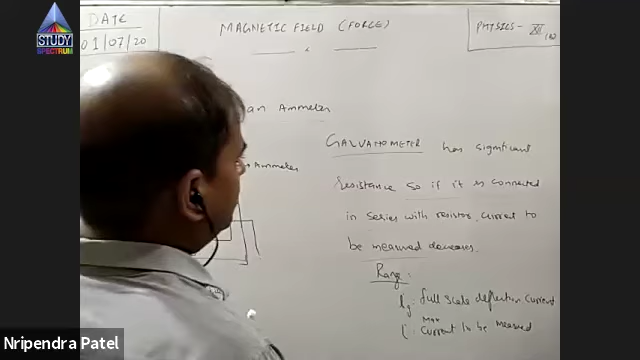 STUDY
SPECTRUM
DATE
01/07/20
MAGNETIC FIELD (FORCE)
PHYSICS - XII
an Ammeter
Ammeter
GALVANOMETER has significant
Resistance so if it is connected
in series with resistor, current to
be measured decreases.
Range:
ig: full scale deflection current
Max
i: current to be measured
Nripendra Patel